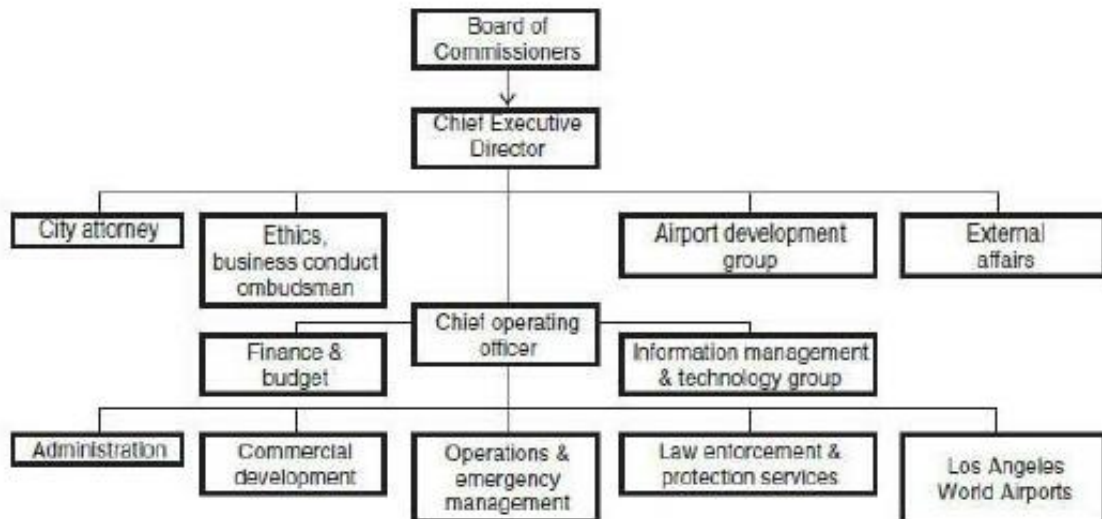 Board of
Commissioners
Chief Executive
Director
City attorney
Ethics,
business conduct
ombudsman
Airport development
group
External
affairs
Chief operating
officer
Finance &
budget
Information management
& technology group
Administration
Commercial
development
Operations &
emergency
management
Law enforcement &
protection services
Los Angeles
World Airports